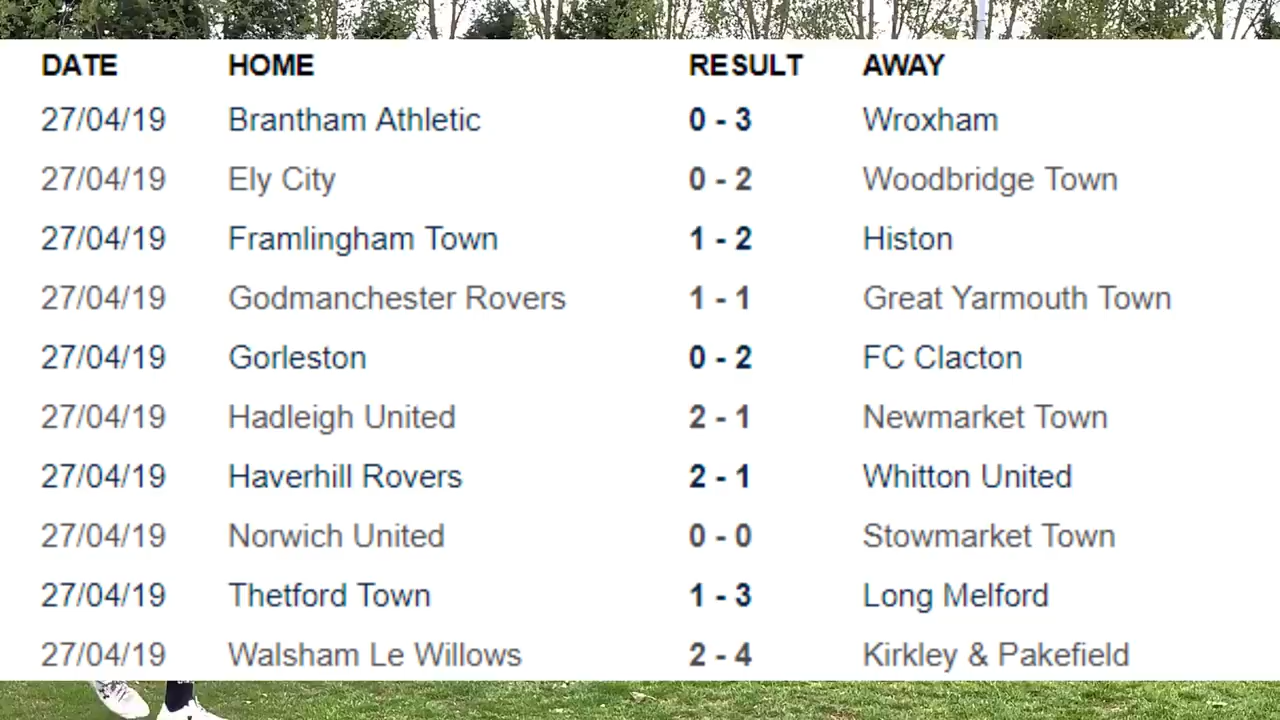 DATE HOME RESULT AWAY
27/04/19 Brantham Athletic 0 - 3 Wroxham
27/04/19 Ely City 0 - 2 Woodbridge Town
27/04/19 Framlingham Town 1 - 2 Histon
27/04/19 Godmanchester Rovers 1 - 1 Great Yarmouth Town
27/04/19 Gorleston 0 - 2 FC Clacton
27/04/19 Hadleigh United 2 - 1 Newmarket Town
27/04/19 Haverhill Rovers 2 - 1 Whitton United
27/04/19 Norwich United 0 - 0 Stowmarket Town
27/04/19 Thetford Town 1 - 3 Long Melford
27/04/19 Walsham Le Willows 2 - 4 Kirkley & Pakefield